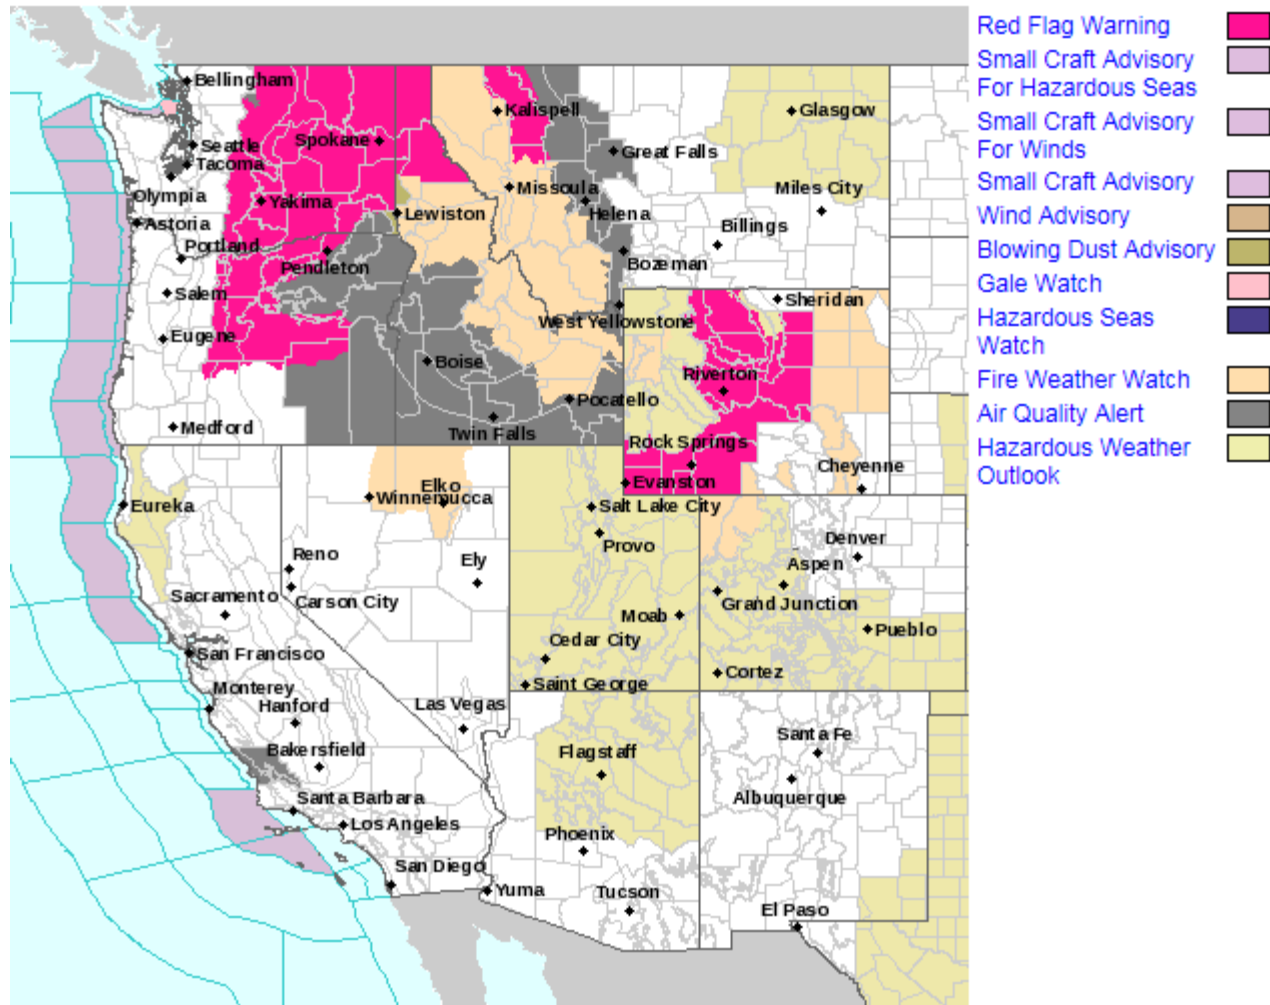 Bellingham
Seattle
Tacoma
Olympia
Astoria
Portland
Salem
Eugene
Medford
Spokane
Yakima
Pendleton
Lewiston
Kalispell
Missoula
Great Falls
Helena
Bozeman
West Yellowstone
Glasgow
Miles City
Billings
Sheridan
Riverton
Rock Springs
Evanston
Cheyenne
Boise
Pocatello
Twin Falls
Eureka
Elko
Winnemucca
Reno
Carson City
Ely
Sacramento
San Francisco
Monterey
Hanford
Las Vegas
Bakersfield
Santa Barbara
Los Angeles
San Diego
Salt Lake City
Provo
Moab
Cedar City
Saint George
Denver
Aspen
Grand Junction
Pueblo
Cortez
Flagstaff
Phoenix
Yuma
Tucson
Santa Fe
Albuquerque
El Paso
Red Flag Warning
Small Craft Advisory
For Hazardous Seas
Small Craft Advisory
For Winds
Small Craft Advisory
Wind Advisory
Blowing Dust Advisory
Gale Watch
Hazardous Seas
Watch
Fire Weather Watch
Air Quality Alert
Hazardous Weather
Outlook